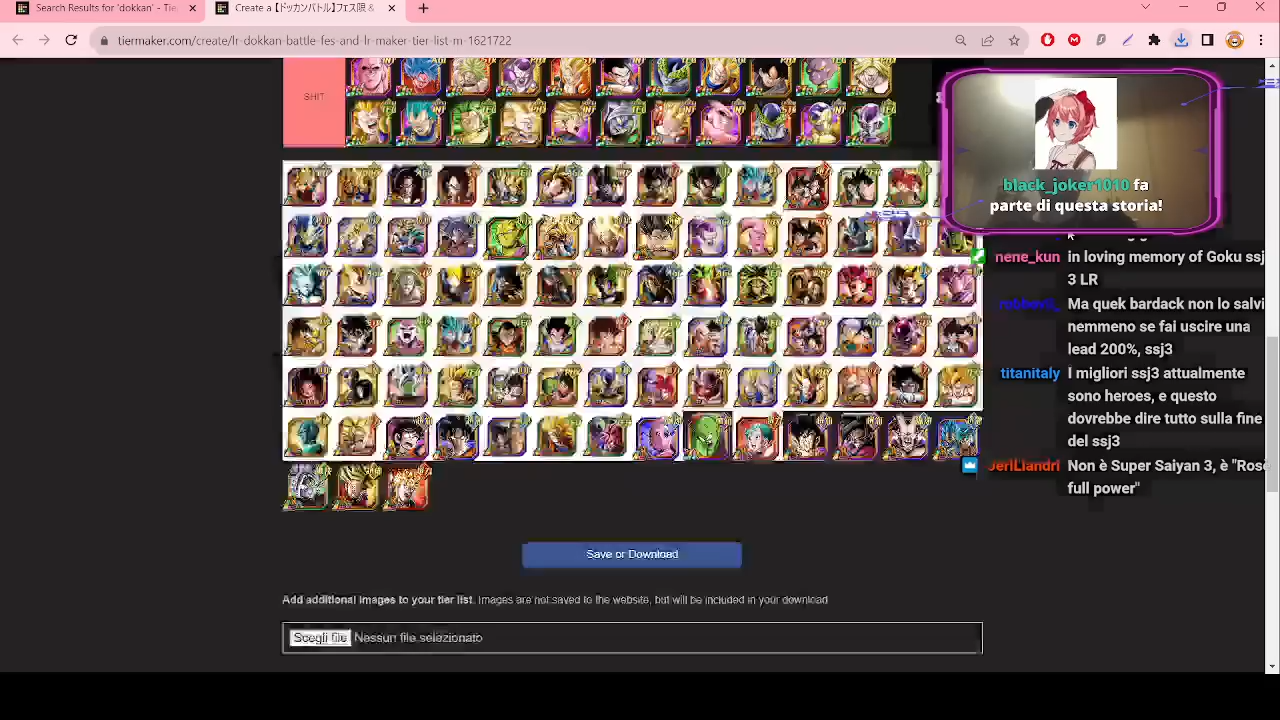 Search Results for 'dokkan' - Tie
Create a 【ドッカンバトル】フェス限 &
tiermaker.com/create/lr-dokkan-battle-fes-and-lr-maker-tier-list-m-1621722
SHIT
black_joker1010 fa
parte di questa storia!
nene_kun in loving memory of Goku ssj
3 LR
Ma quek bardack non lo salvi
nemmeno se fai uscire una
lead 200%, ssj3
titanitaly I migliori ssj3 attualmente
sono heroes, e questo
dovrebbe dire tutto sulla fine
del ssj3
Non è Super Saiyan 3, è "Rosè
full power"
Save or Download
Add additional images to your tier list. Images are not saved to the website, but will be included in your download
Scegli file Nessun file selezionato